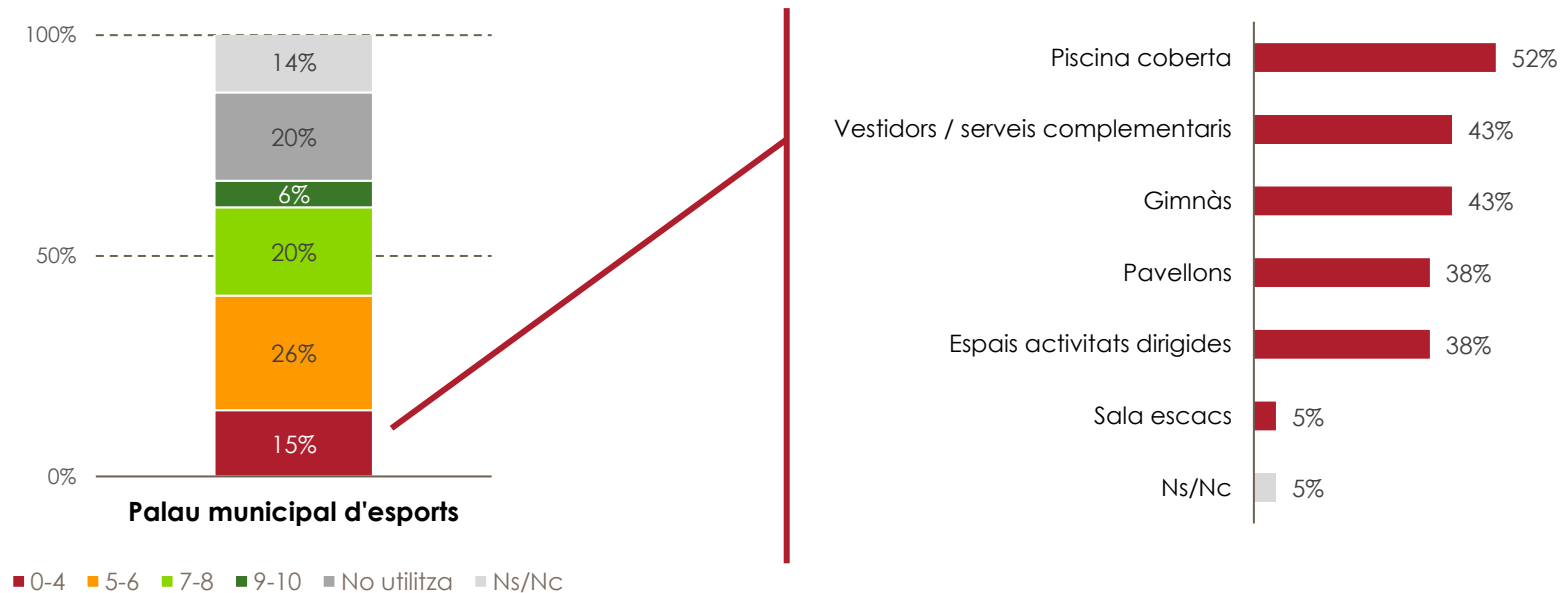 100%
14%
20%
6%
20%
50%
26%
15%
0%
Palau municipal d'esports
0-4 5-6 7-8 9-10 No utilitza Ns/Nc
Piscina coberta 52%
Vestidors / serveis complementaris 43%
Gimnàs 43%
Pavellons 38%
Espais activitats dirigides 38%
Sala escacs 5%
Ns/Nc 5%